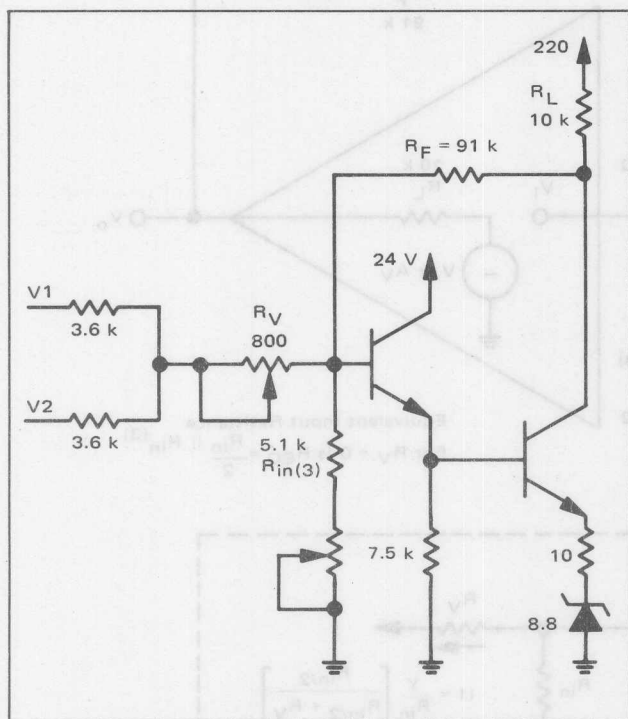 220
R_L
10 k
R_F = 91 k
24 V
V1
3.6 k
R_V
800
V2
3.6 k
5.1 k
R_in(3)
7.5 k
10
8.8